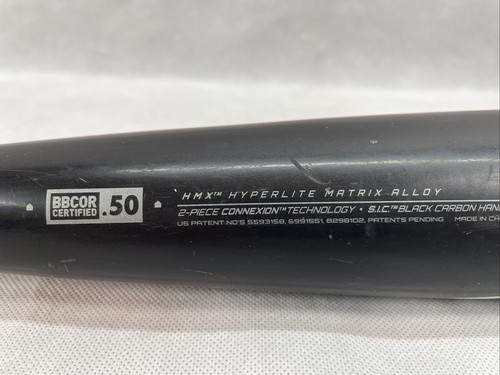 BBCOR
CERTIFIED .50
HMX™ HYPERLITE MATRIX ALLOY
2-PIECE CONNEXION™ TECHNOLOGY • S.I.C.™ BLACK CARBON HAN
US PATENT NO'S 5593158, 6991551, 8298102, PATENTS PENDING MADE IN CH